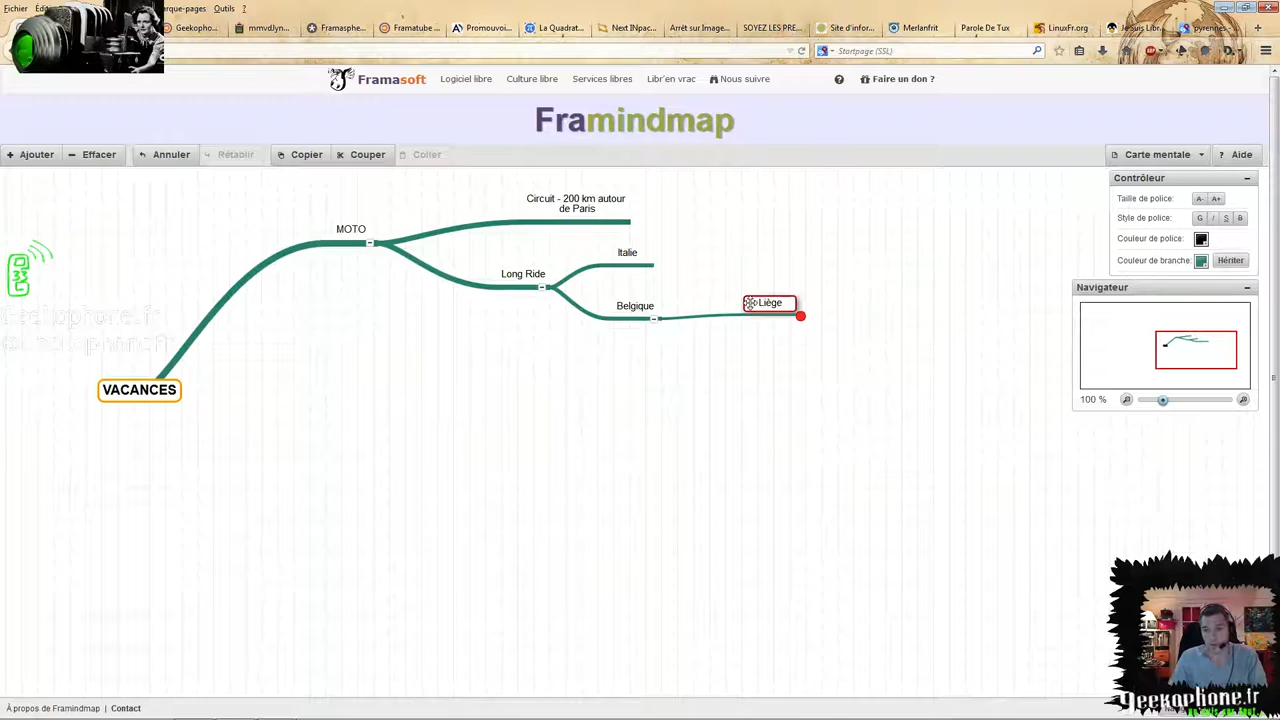 Fichier
Outils
?
Geekopho...
mmvdlyn...
Framasphe...
Framatube ...
Promouvoi...
La Quadrat...
Next INpac...
Arrêt sur Image...
SOYEZ LES PRE...
Site d'infor...
Merlanfrit
Parole De Tux
LinuxFr.org
Je suis Libr...
pyrennes -
Startpage (SSL)
Framasoft
Logiciel libre
Culture libre
Services libres
Libr'en vrac
Nous suivre
Faire un don ?
Framindmap
Ajouter
Effacer
Annuler
Rétablir
Copier
Couper
Coller
Carte mentale
? Aide
Contrôleur
Taille de police:
A- A+
Style de police:
G I S B
Couleur de police:
Couleur de branche:
Hériter
Navigateur
100 %
Circuit - 200 km autour
de Paris
MOTO
Italie
Long Ride
Belgique
Liège
VACANCES
geekophone.fr
À propos de Framindmap
Contact